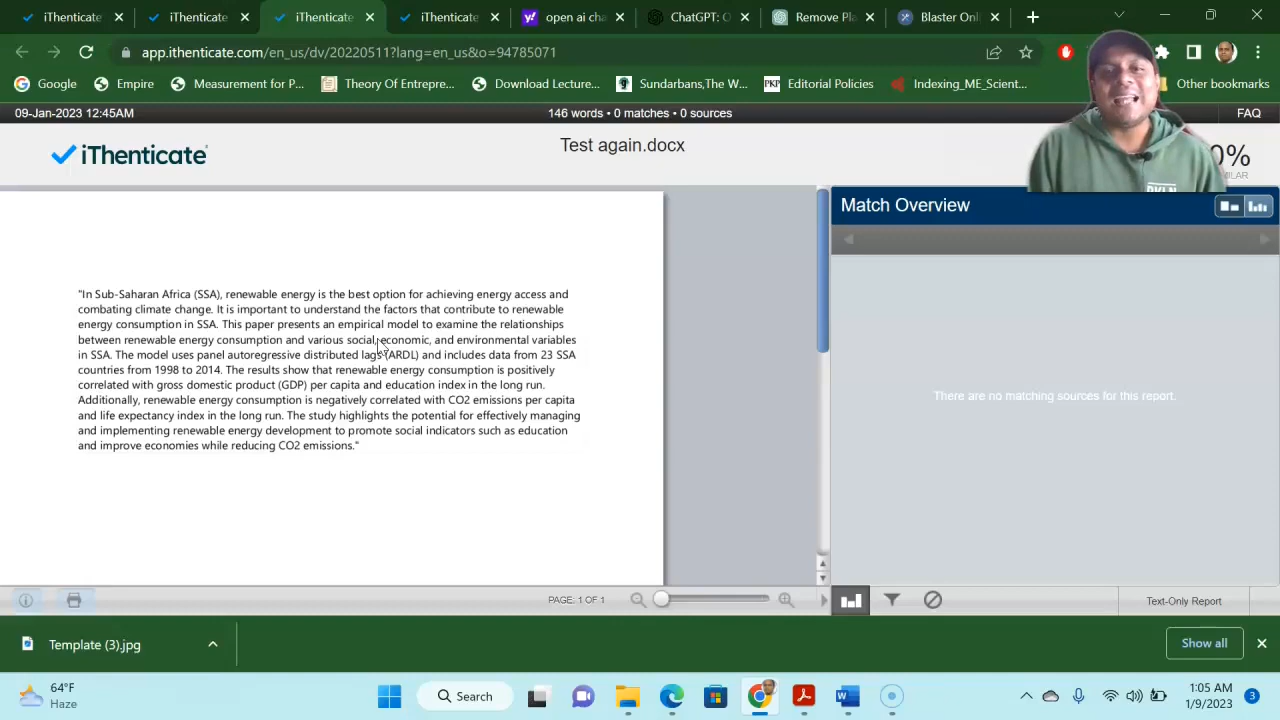 iThenticate
iThenticate
iThenticate
iThenticate
open ai cha
ChatGPT: O
Remove Pla
Blaster Onl
app.ithenticate.com/en_us/dv/20220511?lang=en_us&o=94785071
Google
Empire
Measurement for P...
Theory Of Entrepre...
Download Lecture...
Sundarbans,The W...
PKP
Editorial Policies
Indexing_ME_Scient...
Other bookmarks
09-Jan-2023 12:45AM
146 words • 0 matches • 0 sources
FAQ
iThenticate
Test again.docx
0%
Match Overview
"In Sub-Saharan Africa (SSA), renewable energy is the best option for achieving energy access and
combating climate change. It is important to understand the factors that contribute to renewable
energy consumption in SSA. This paper presents an empirical model to examine the relationships
between renewable energy consumption and various social, economic, and environmental variables
in SSA. The model uses panel autoregressive distributed lags (ARDL) and includes data from 23 SSA
countries from 1998 to 2014. The results show that renewable energy consumption is positively
correlated with gross domestic product (GDP) per capita and education index in the long run.
Additionally, renewable energy consumption is negatively correlated with CO2 emissions per capita
and life expectancy index in the long run. The study highlights the potential for effectively managing
and implementing renewable energy development to promote social indicators such as education
and improve economies while reducing CO2 emissions."
There are no matching sources for this report.
PAGE: 1 OF 1
Text-Only Report
Template (3).jpg
Show all
64°F
Haze
Search
1:05 AM
1/9/2023
3